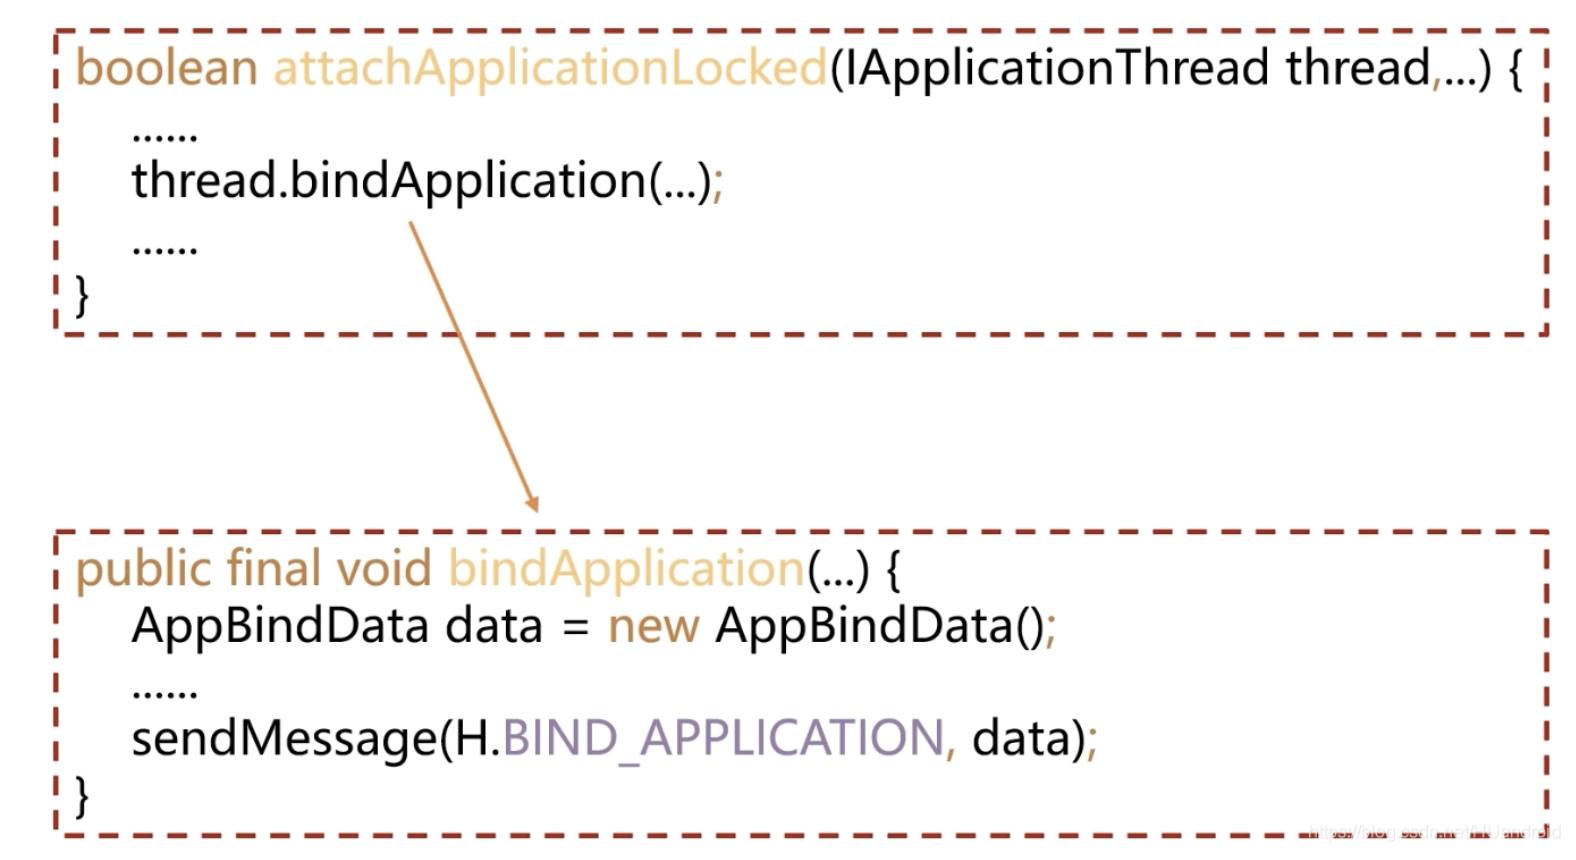 boolean attachApplicationLocked(IApplicationThread thread,...) {
......
thread.bindApplication(...);
......
}
public final void bindApplication(...) {
AppBindData data = new AppBindData();
......
sendMessage(H.BIND_APPLICATION, data);
}
https://blog.csdn.net/HUandroid